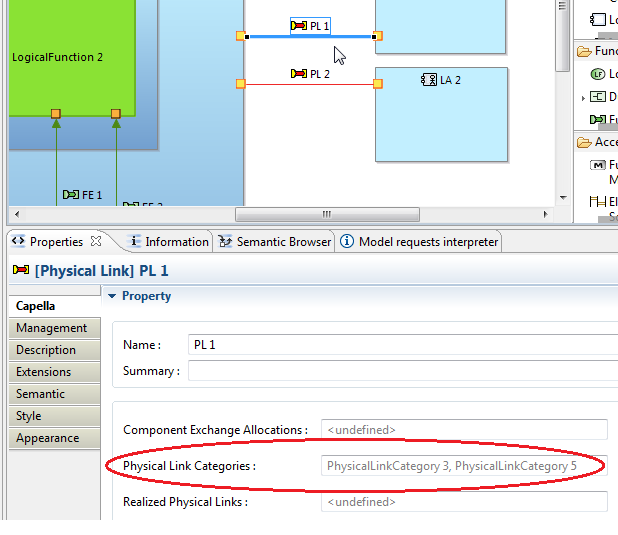 PL 1
LogicalFunction 2
PL 2
LA 2
FE 1
Lo
Func
Lo
D
Fu
Acce
Fu
M
El
Properties Information Semantic Browser Model requests interpreter
[Physical Link] PL 1
Capella
Management
Description
Extensions
Semantic
Style
Appearance
Property
Name : PL 1
Summary :
Component Exchange Allocations : <undefined>
Physical Link Categories : PhysicalLinkCategory 3, PhysicalLinkCategory 5
Realized Physical Links : <undefined>